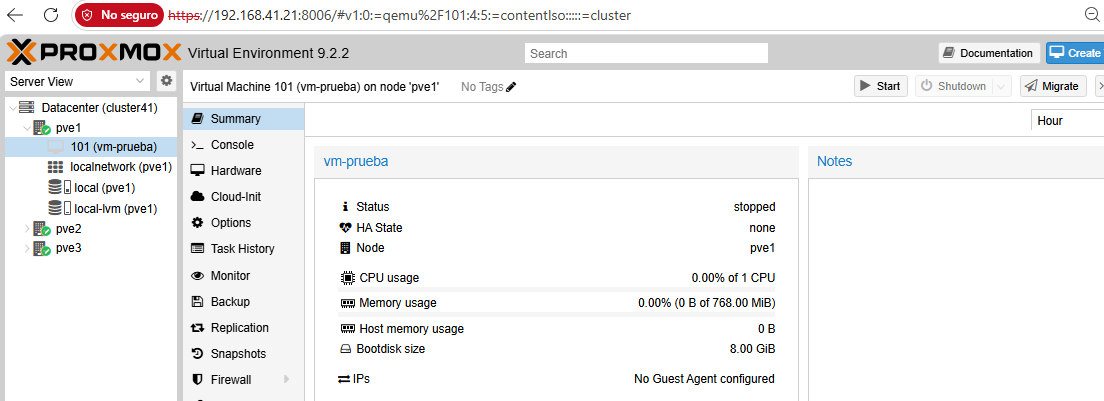 No seguro
https://192.168.41.21:8006/#v1:0:=qemu%2F101:4:5:=contentIso:::::=cluster
PROXMOX Virtual Environment 9.2.2
Search
Documentation
Create
Server View
Datacenter (cluster41)
pve1
101 (vm-prueba)
localnetwork (pve1)
local (pve1)
local-lvm (pve1)
pve2
pve3
Virtual Machine 101 (vm-prueba) on node 'pve1'
No Tags
Start
Shutdown
Migrate
Summary
Console
Hardware
Cloud-Init
Options
Task History
Monitor
Backup
Replication
Snapshots
Firewall
Hour
vm-prueba
Status stopped
HA State none
Node pve1
CPU usage 0.00% of 1 CPU
Memory usage 0.00% (0 B of 768.00 MiB)
Host memory usage 0 B
Bootdisk size 8.00 GiB
IPs No Guest Agent configured
Notes